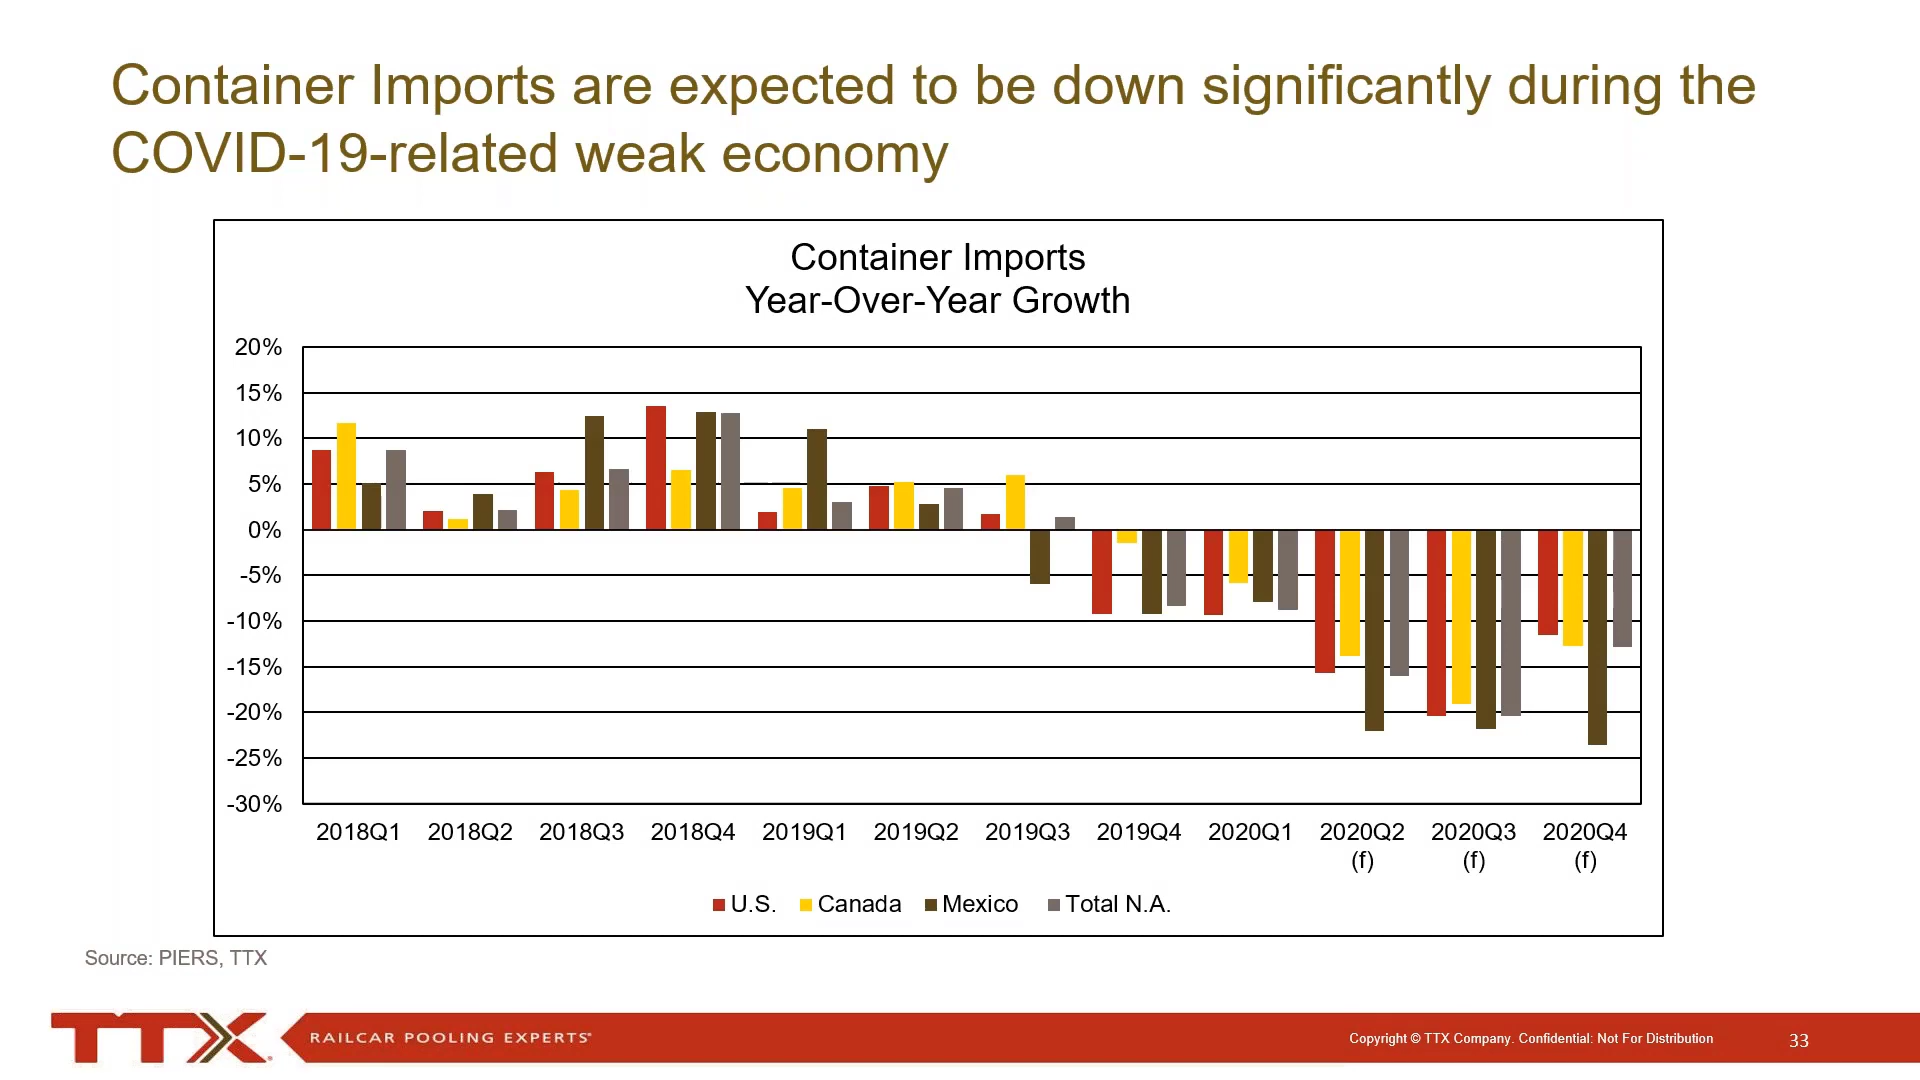 Container Imports are expected to be down significantly during the
COVID-19-related weak economy
Container Imports
Year-Over-Year Growth
20%
15%
10%
5%
0%
-5%
-10%
-15%
-20%
-25%
-30%
2018Q1 2018Q2 2018Q3 2018Q4 2019Q1 2019Q2 2019Q3 2019Q4 2020Q1 2020Q2 2020Q3 2020Q4
(f) (f) (f)
U.S. Canada Mexico Total N.A.
Source: PIERS, TTX
TTX RAILCAR POOLING EXPERTS
Copyright © TTX Company. Confidential: Not For Distribution 33